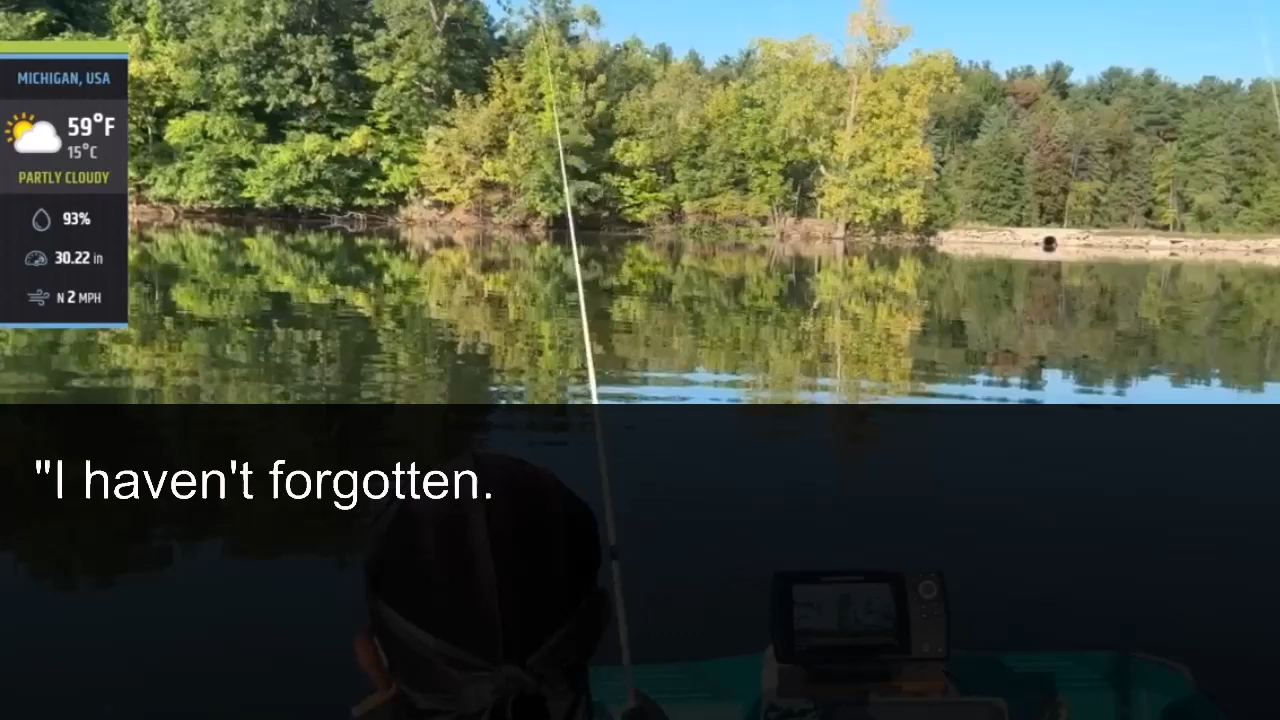 MICHIGAN, USA
59°F
15°C
PARTLY CLOUDY
93%
30.22 in
N 2 MPH
"I haven't forgotten.